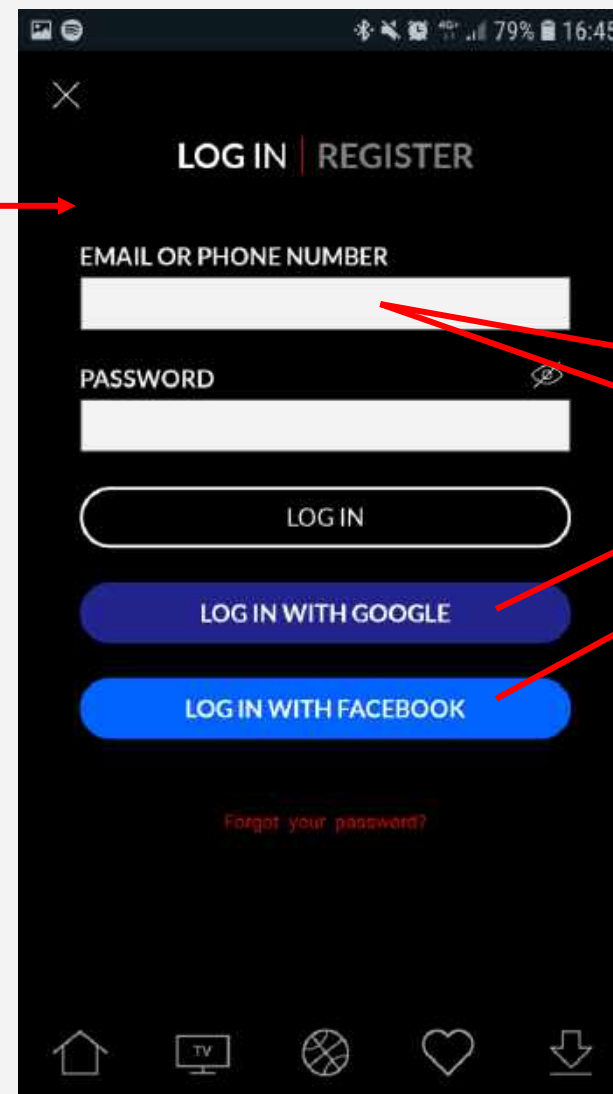 79% 16:45
LOG IN | REGISTER
EMAIL OR PHONE NUMBER
PASSWORD
LOG IN
LOG IN WITH GOOGLE
LOG IN WITH FACEBOOK
Forgot your password?
TV